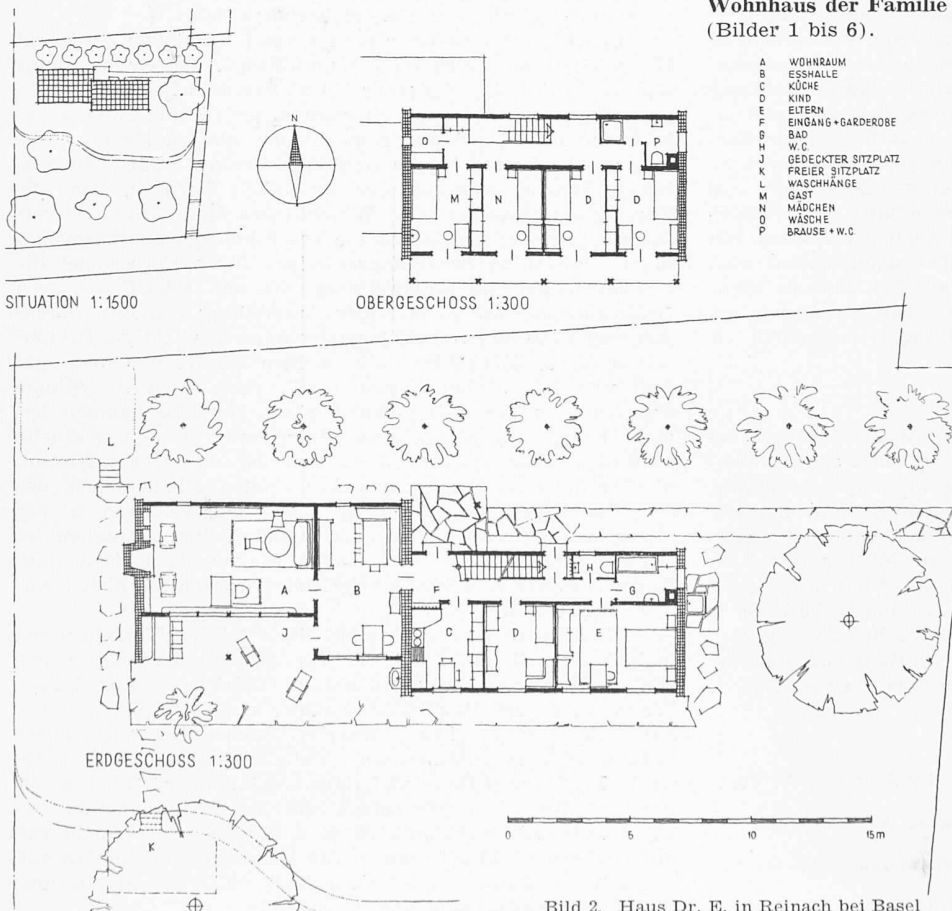 Wohnhaus der Familie
(Bilder 1 bis 6).
A WOHNRAUM
B ESSHALLE
C KÜCHE
D KIND
E ELTERN
F EINGANG + GARDEROBE
G BAD
H W.C.
J GEDECKTER SITZPLATZ
K FREIER SITZPLATZ
L WASCHHÄNGE
M GAST
N MÄDCHEN
O WÄSCHE
P BRAUSE + W.C.
N
O
P
M N D D
SITUATION 1:1500
OBERGESCHOSS 1:300
L
H
A B F G
J C D E
ERDGESCHOSS 1:300
K
0 5 10 15 m
Bild 2. Haus Dr. E. in Reinach bei Basel